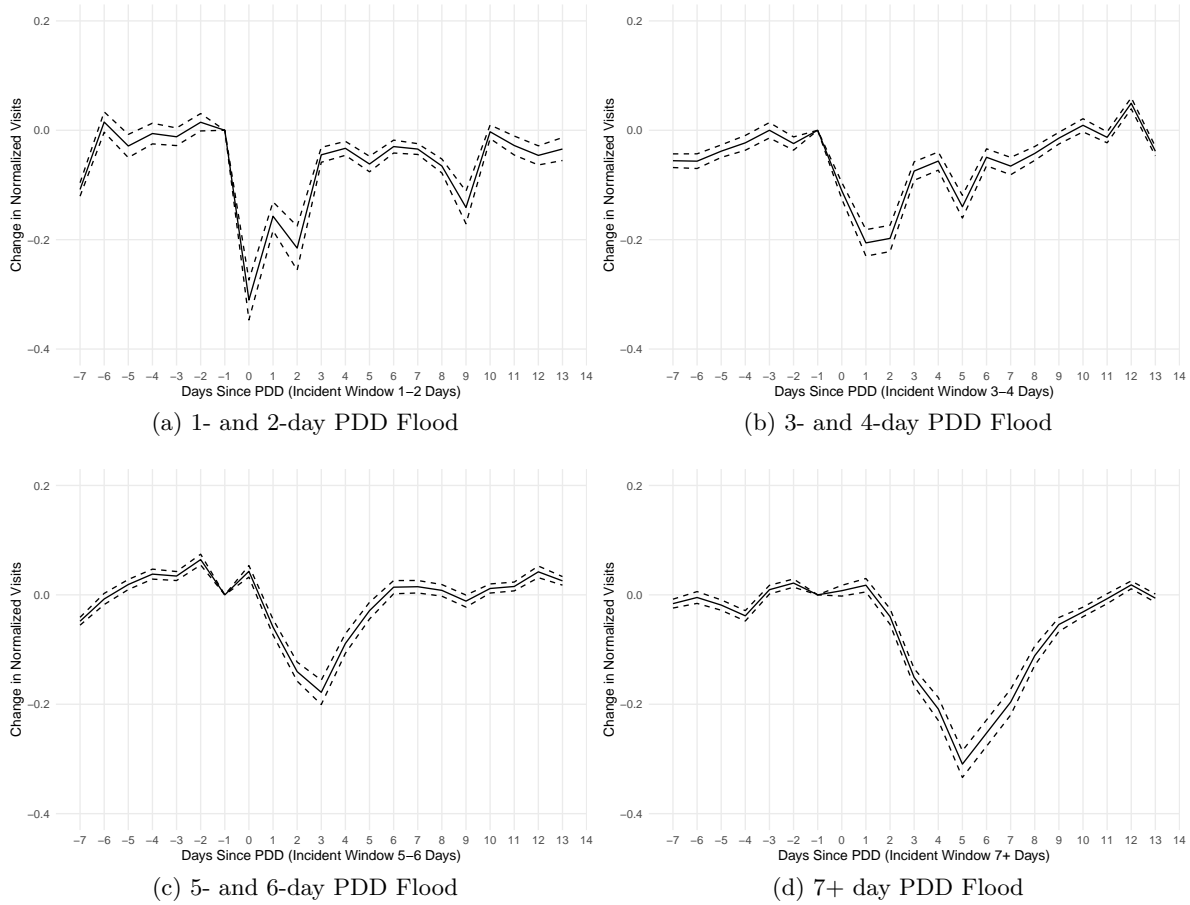 Change in Normalized Visits
0.2
0.0
−0.2
−0.4
−7 −6 −5 −4 −3 −2 −1 0 1 2 3 4 5 6 7 8 9 10 11 12 13 14
Days Since PDD (Incident Window 1−2 Days)
(a) 1- and 2-day PDD Flood
Change in Normalized Visits
0.2
0.0
−0.2
−0.4
−7 −6 −5 −4 −3 −2 −1 0 1 2 3 4 5 6 7 8 9 10 11 12 13 14
Days Since PDD (Incident Window 3−4 Days)
(b) 3- and 4-day PDD Flood
Change in Normalized Visits
0.2
0.0
−0.2
−0.4
−7 −6 −5 −4 −3 −2 −1 0 1 2 3 4 5 6 7 8 9 10 11 12 13 14
Days Since PDD (Incident Window 5−6 Days)
(c) 5- and 6-day PDD Flood
Change in Normalized Visits
0.2
0.0
−0.2
−0.4
−7 −6 −5 −4 −3 −2 −1 0 1 2 3 4 5 6 7 8 9 10 11 12 13 14
Days Since PDD (Incident Window 7+ Days)
(d) 7+ day PDD Flood